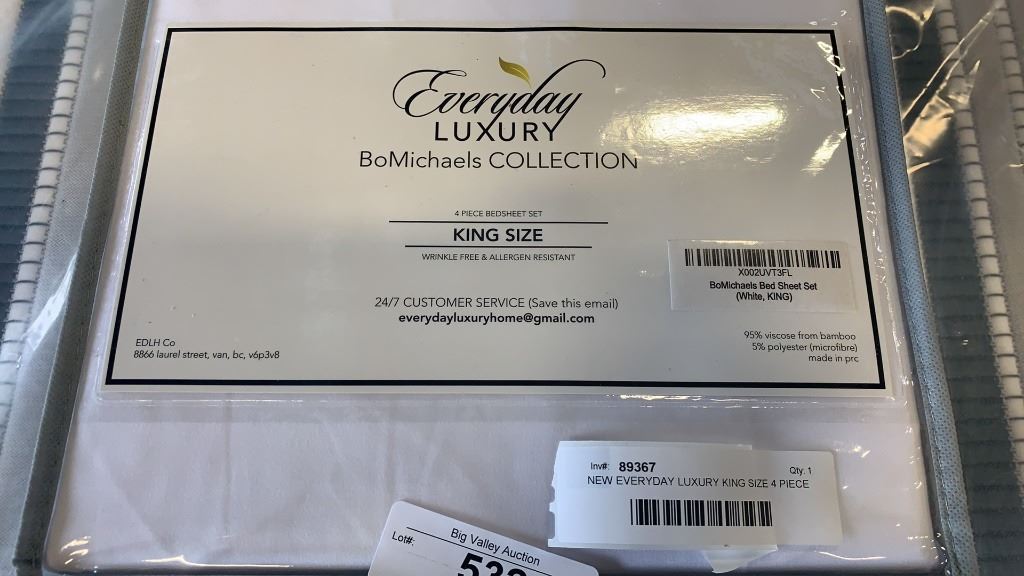 Everyday
LUXURY
BoMichaels COLLECTION
4 PIECE BEDSHEET SET
KING SIZE
WRINKLE FREE & ALLERGEN RESISTANT
X002UVT3FL
BoMichaels Bed Sheet Set
(White, KING)
24/7 CUSTOMER SERVICE (Save this email)
everydayluxuryhome@gmail.com
EDLH Co
8866 laurel street, van, bc, v6p3v8
95% viscose from bamboo
5% polyester (microfibre)
made in prc
Inv#: 89367 Qty. 1
NEW EVERYDAY LUXURY KING SIZE 4 PIECE
Big Valley Auction
Lot#: